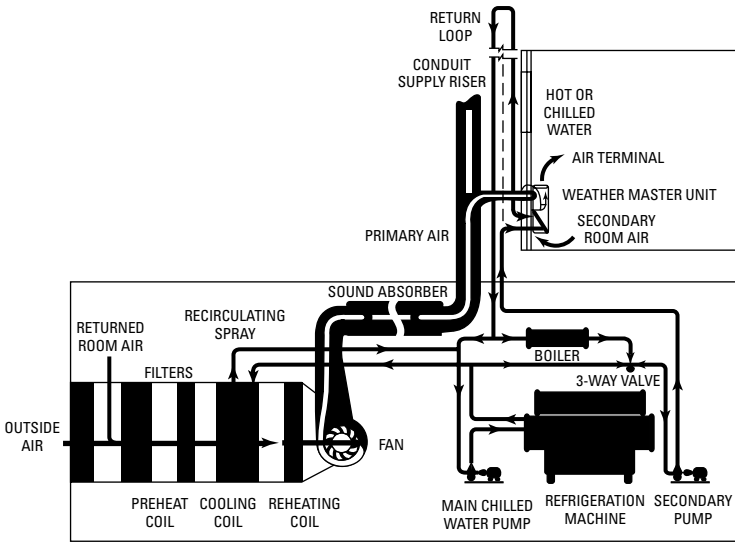 RETURN
LOOP
CONDUIT
SUPPLY RISER
HOT OR
CHILLED
WATER
AIR TERMINAL
WEATHER MASTER UNIT
SECONDARY
ROOM AIR
PRIMARY AIR
SOUND ABSORBER
RECIRCULATING
SPRAY
RETURNED
ROOM AIR
BOILER
3-WAY VALVE
FILTERS
OUTSIDE
AIR
FAN
PREHEAT
COIL
COOLING
COIL
REHEATING
COIL
MAIN CHILLED
WATER PUMP
REFRIGERATION
MACHINE
SECONDARY
PUMP